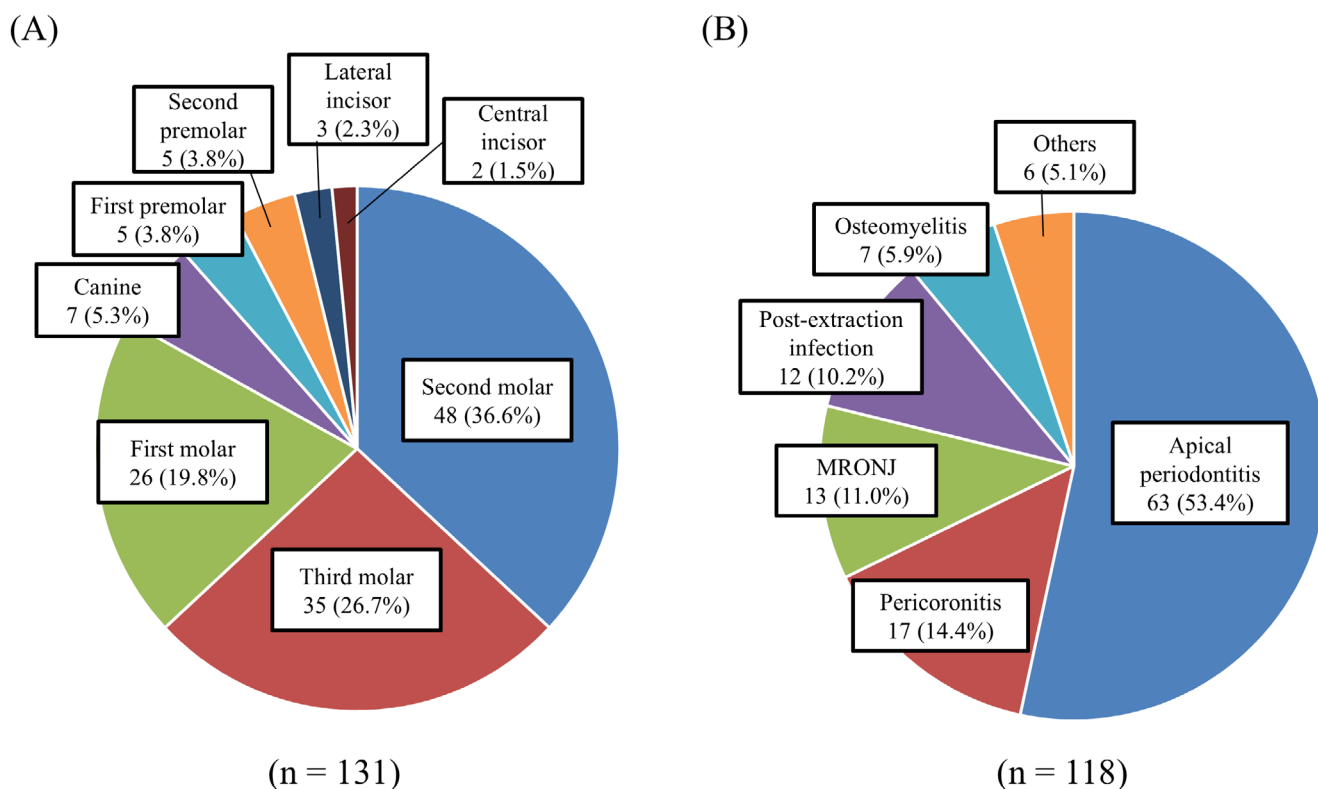 (A)
Lateral
incisor
3 (2.3%)
Central
incisor
2 (1.5%)
Second
premolar
5 (3.8%)
First premolar
5 (3.8%)
Canine
7 (5.3%)
Second molar
48 (36.6%)
First molar
26 (19.8%)
Third molar
35 (26.7%)
(n = 131)
(B)
Others
6 (5.1%)
Osteomyelitis
7 (5.9%)
Post-extraction
infection
12 (10.2%)
MRONJ
13 (11.0%)
Apical
periodontitis
63 (53.4%)
Pericoronitis
17 (14.4%)
(n = 118)